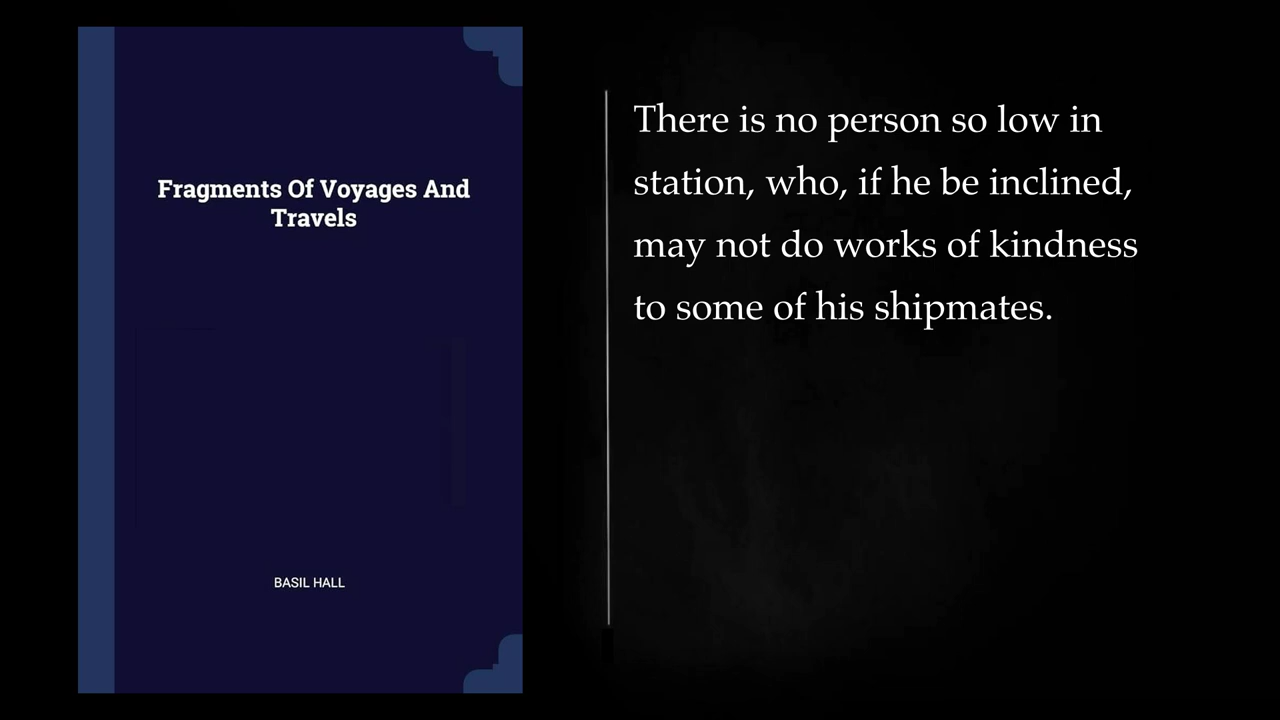 Fragments Of Voyages And
Travels
BASIL HALL
There is no person so low in
station, who, if he be inclined,
may not do works of kindness
to some of his shipmates.